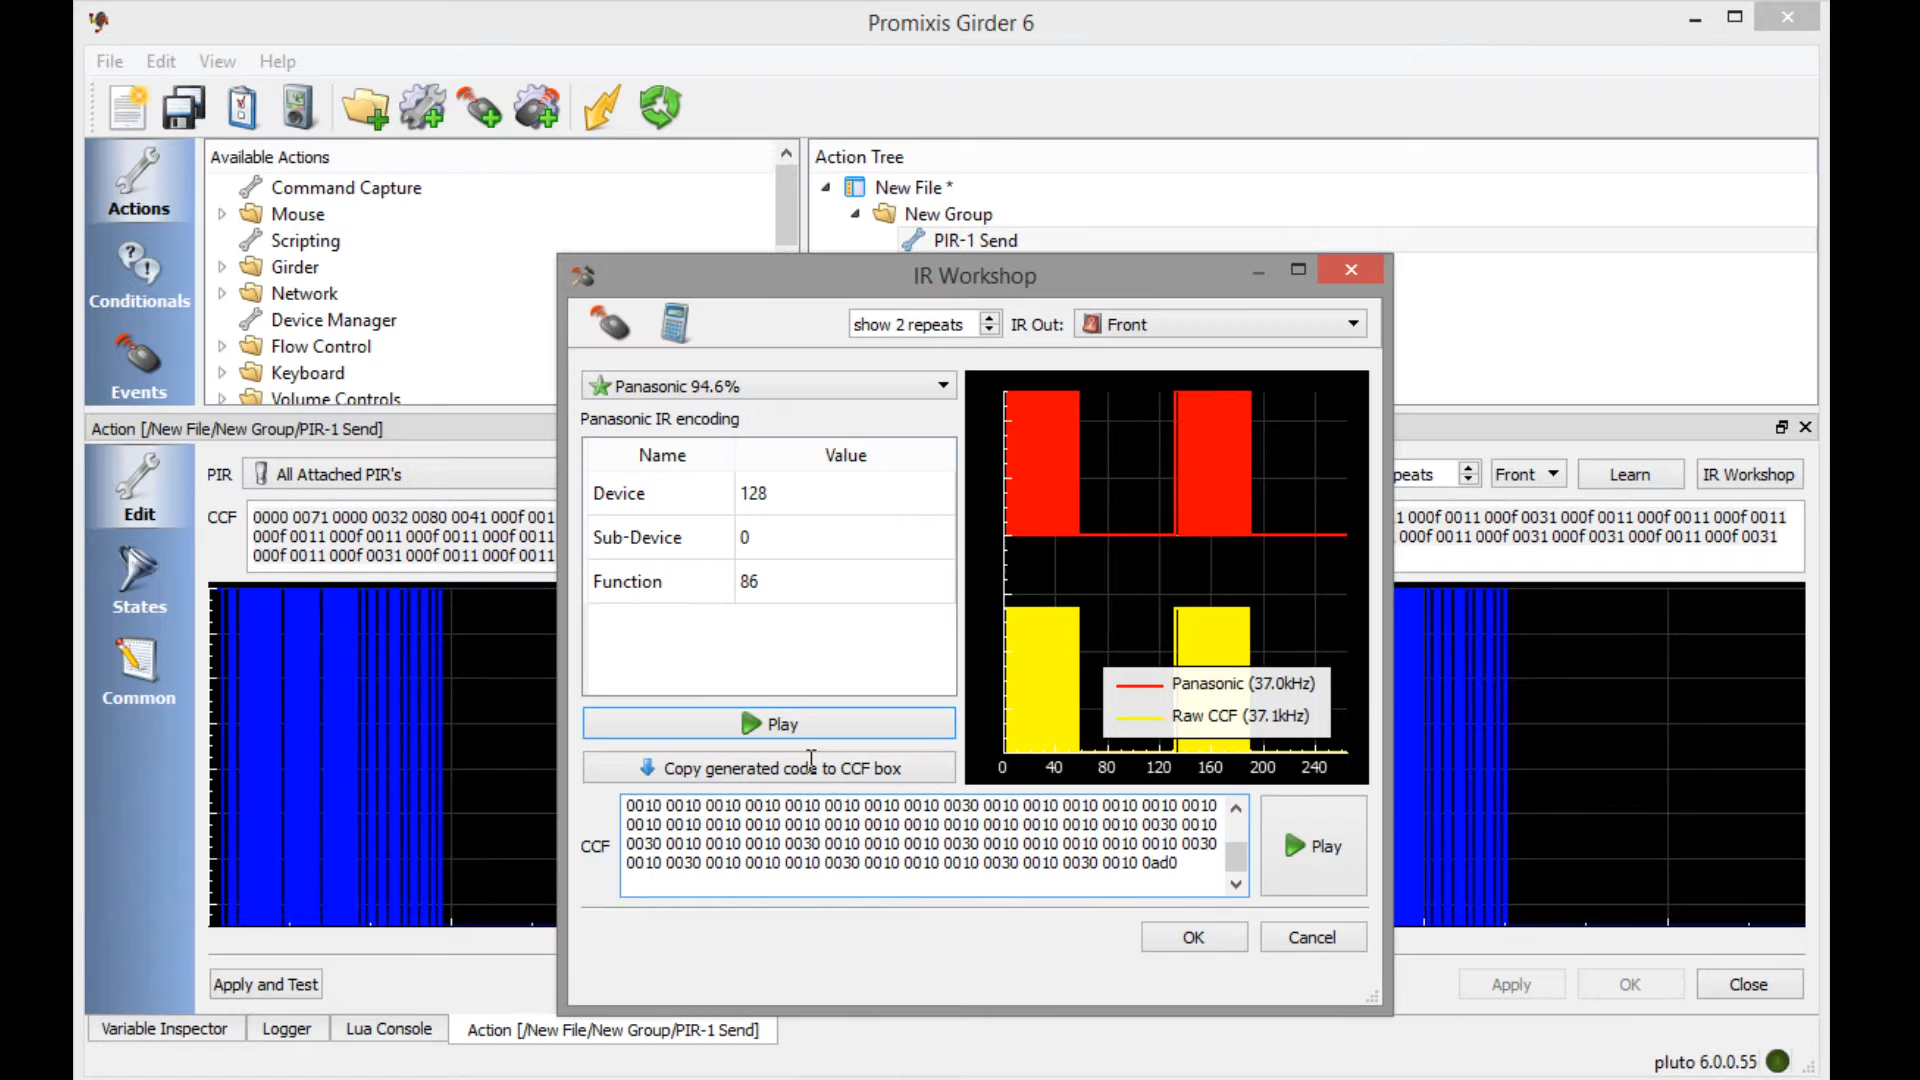 Promixis Girder 6
File Edit View Help
Available Actions
Command Capture
Mouse
Scripting
Girder
Network
Device Manager
Flow Control
Keyboard
Volume Controls
Action Tree
New File *
New Group
PIR-1 Send
Actions
Conditionals
Events
IR Workshop
show 2 repeats
IR Out:
Front
Panasonic 94.6%
Panasonic IR encoding
Name Value
Device 128
Sub-Device 0
Function 86
Play
Copy generated code to CCF box
Panasonic (37.0kHz)
Raw CCF (37.1kHz)
0 40 80 120 160 200 240
CCF
0010 0010 0010 0010 0010 0010 0010 0010 0030 0010 0010 0010 0010 0010 0010
0010 0010 0010 0010 0010 0010 0010 0010 0010 0010 0010 0010 0010 0030 0010
0030 0010 0010 0010 0030 0010 0010 0010 0030 0010 0010 0010 0010 0010 0030
0010 0010 0030 0010 0010 0010 0030 0010 0010 0010 0030 0010 0030 0010 0ad0
Play
OK
Cancel
Action [/New File/New Group/PIR-1 Send]
Edit
States
Common
PIR
All Attached PIR's
peats
Front
Learn
IR Workshop
CCF
0000 0071 0000 0032 0080 0041 000f 001
000f 0011 000f 0011 000f 0011 000f 0011
000f 0011 000f 0031 000f 0011 000f 0011
1 000f 0011 000f 0031 000f 0011 000f 0011 000f 0011
000f 0011 000f 0031 000f 0031 000f 0011 000f 0031
Apply and Test
Apply
OK
Close
Variable Inspector
Logger
Lua Console
Action [/New File/New Group/PIR-1 Send]
pluto 6.0.0.55